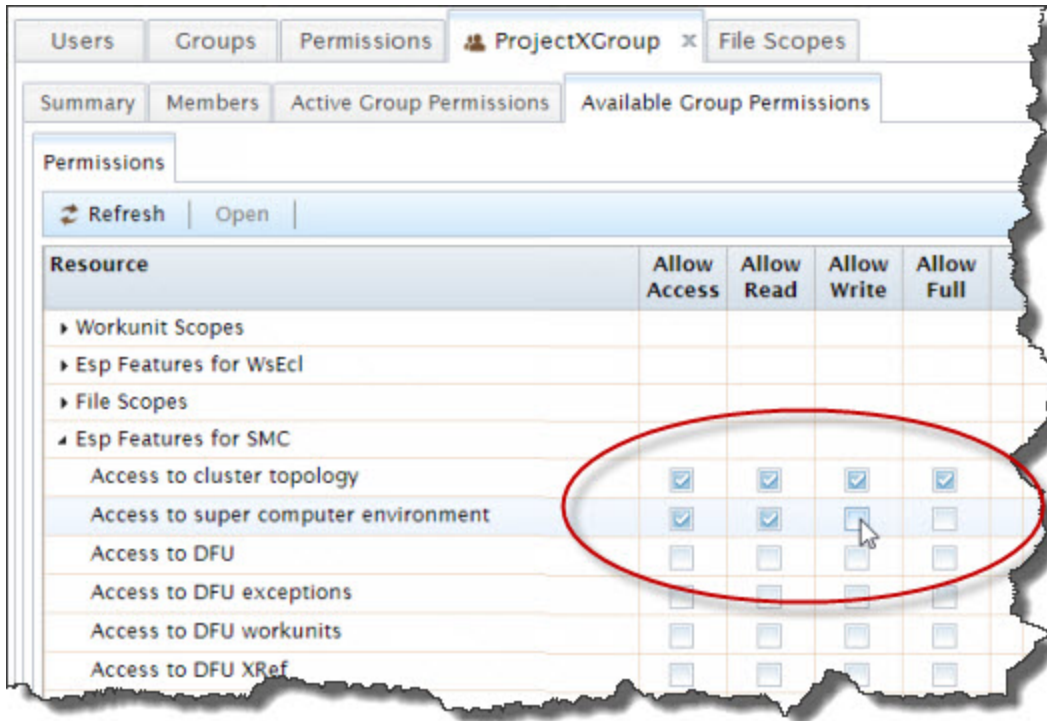 Users Groups Permissions ProjectXGroup x File Scopes
Summary Members Active Group Permissions Available Group Permissions
Permissions
Refresh Open
Resource Allow Access Allow Read Allow Write Allow Full
Workunit Scopes
Esp Features for WsEcl
File Scopes
Esp Features for SMC
Access to cluster topology
Access to super computer environment
Access to DFU
Access to DFU exceptions
Access to DFU workunits
Access to DFU XRef